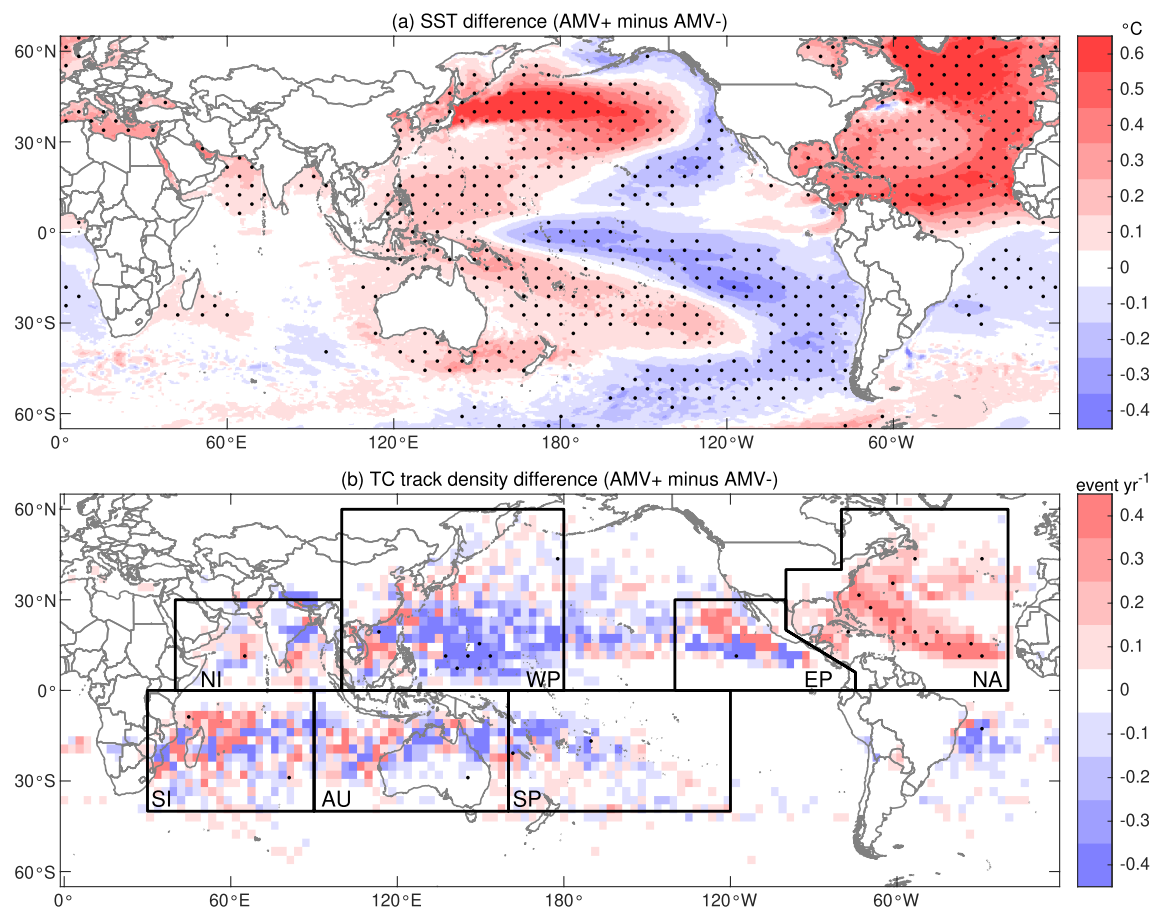 (a) SST difference (AMV+ minus AMV-)
°C
60°N
30°N
0°
30°S
60°S
0°
60°E
120°E
180°
120°W
60°W
0.6
0.5
0.4
0.3
0.2
0.1
0
-0.1
-0.2
-0.3
-0.4
(b) TC track density difference (AMV+ minus AMV-)
event yr-1
60°N
30°N
0°
30°S
60°S
NI
WP
EP
NA
SI
AU
SP
0°
60°E
120°E
180°
120°W
60°W
0.4
0.3
0.2
0.1
0
-0.1
-0.2
-0.3
-0.4